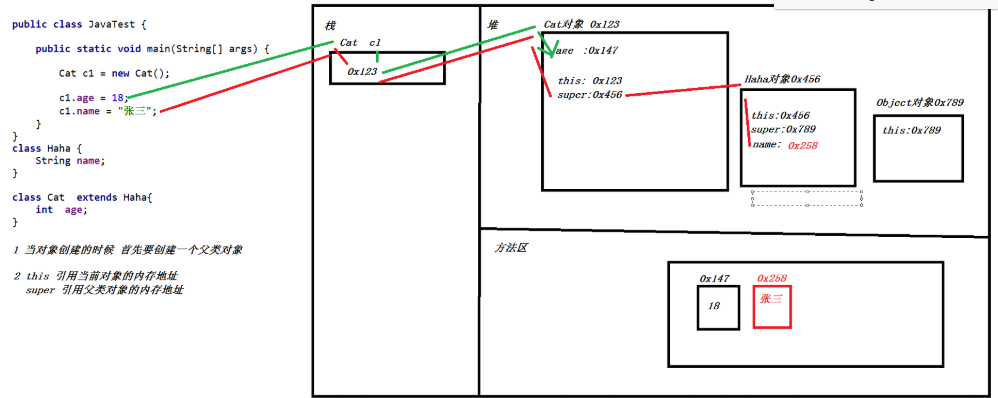 public class JavaTest {
public static void main(String[] args) {
Cat c1 = new Cat();
c1.age = 18;
c1.name = "张三";
}
}
class Haha {
String name;
}
class Cat extends Haha{
int age;
}
1 当对象创建的时候 首先要创建一个父类对象
2 this 引用当前对象的内存地址
super 引用父类对象的内存地址
栈
Cat c1
0x123
堆
Cat对象 0x123
:0x147
this: 0x123
super:0x456
Haha对象0x456
this:0x456
super:0x789
name: 0x258
Object对象0x789
this:0x789
方法区
0x147
18
0x258
张三